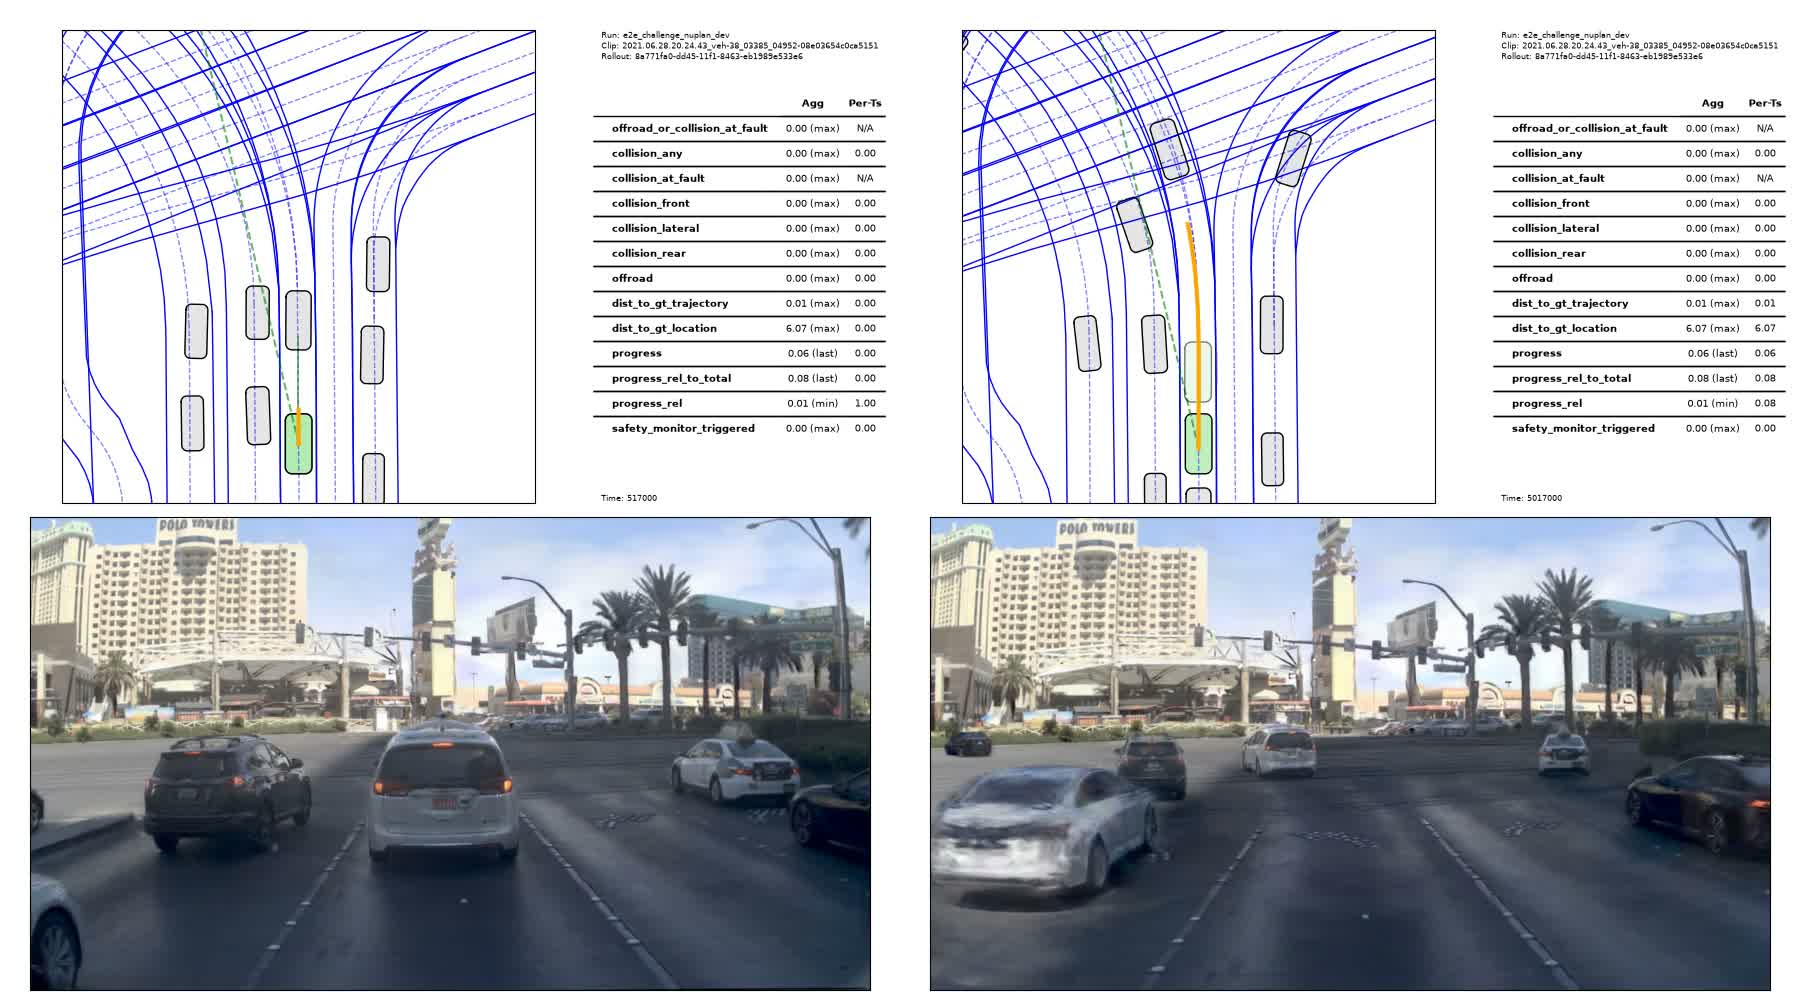 Run: e2e_challenge_nuplan_dev
Clip: 2021.06.28.20.24.43_veh-38_03385_04952-08e03654c0ca5151
Rollout: 8a771fa0-dd45-11f1-8463-eb1989e533e6
Agg Per-Ts
offroad_or_collision_at_fault 0.00 (max) N/A
collision_any 0.00 (max) 0.00
collision_at_fault 0.00 (max) N/A
collision_front 0.00 (max) 0.00
collision_lateral 0.00 (max) 0.00
collision_rear 0.00 (max) 0.00
offroad 0.00 (max) 0.00
dist_to_gt_trajectory 0.01 (max) 0.00
dist_to_gt_location 6.07 (max) 0.00
progress 0.06 (last) 0.00
progress_rel_to_total 0.08 (last) 0.00
progress_rel 0.01 (min) 1.00
safety_monitor_triggered 0.00 (max) 0.00
Time: 517000
POLO TOWERS
Run: e2e_challenge_nuplan_dev
Clip: 2021.06.28.20.24.43_veh-38_03385_04952-08e03654c0ca5151
Rollout: 8a771fa0-dd45-11f1-8463-eb1989e533e6
Agg Per-Ts
offroad_or_collision_at_fault 0.00 (max) N/A
collision_any 0.00 (max) 0.00
collision_at_fault 0.00 (max) N/A
collision_front 0.00 (max) 0.00
collision_lateral 0.00 (max) 0.00
collision_rear 0.00 (max) 0.00
offroad 0.00 (max) 0.00
dist_to_gt_trajectory 0.01 (max) 0.01
dist_to_gt_location 6.07 (max) 6.07
progress 0.06 (last) 0.06
progress_rel_to_total 0.08 (last) 0.08
progress_rel 0.01 (min) 0.08
safety_monitor_triggered 0.00 (max) 0.00
Time: 5017000
POLO TOWERS